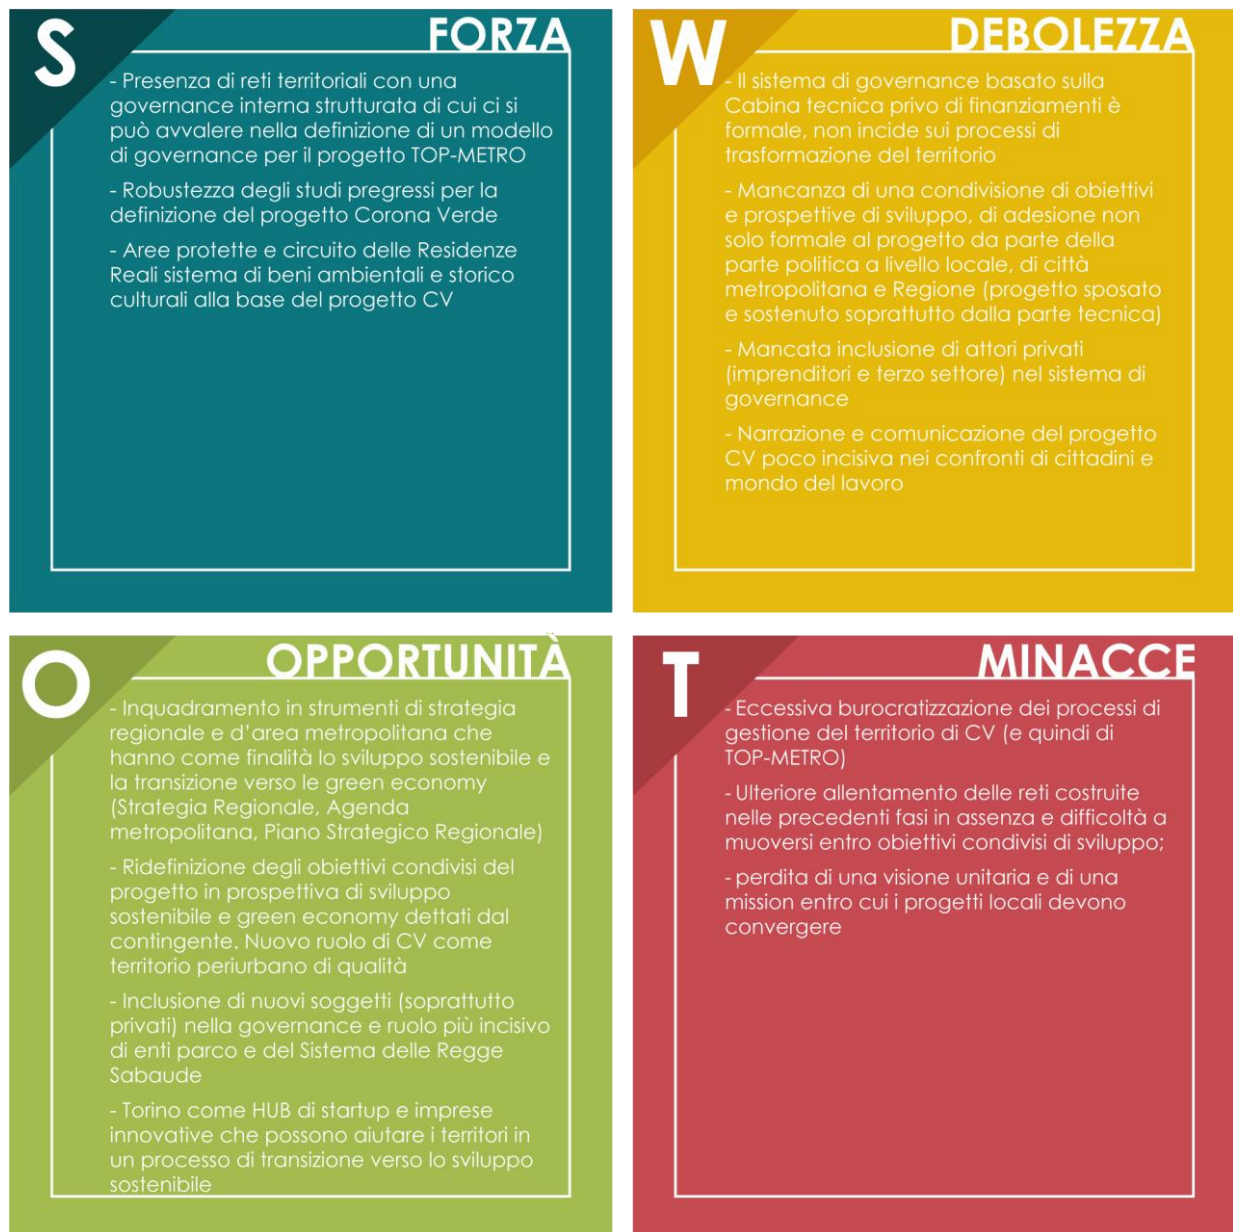 S
FORZA
- Presenza di reti territoriali con una
governance interna strutturata di cui ci si
può avvalere nella definizione di un modello
di governance per il progetto TOP-METRO
- Robustezza degli studi pregressi per la
definizione del progetto Corona Verde
- Aree protette e circuito delle Residenze
Reali sistema di beni ambientali e storico
culturali alla base del progetto CV
W
DEBOLEZZA
- Il sistema di governance basato sulla
Cabina tecnica privo di finanziamenti è
formale, non incide sui processi di
trasformazione del territorio
- Mancanza di una condivisione di obiettivi
e prospettive di sviluppo, di adesione non
solo formale al progetto da parte della
parte politica a livello locale, di città
metropolitana e Regione (progetto sposato
e sostenuto soprattutto dalla parte tecnica)
- Mancata inclusione di attori privati
(imprenditori e terzo settore) nel sistema di
governance
- Narrazione e comunicazione del progetto
CV poco incisiva nei confronti di cittadini e
mondo del lavoro
O
OPPORTUNITÀ
- Inquadramento in strumenti di strategia
regionale e d'area metropolitana che
hanno come finalità lo sviluppo sostenibile e
la transizione verso le green economy
(Strategia Regionale, Agenda
metropolitana, Piano Strategico Regionale)
- Ridefinizione degli obiettivi condivisi del
progetto in prospettiva di sviluppo
sostenibile e green economy dettati dal
contingente. Nuovo ruolo di CV come
territorio periurbano di qualità
- Inclusione di nuovi soggetti (soprattutto
privati) nella governance e ruolo più incisivo
di enti parco e del Sistema delle Regge
Sabaude
- Torino come HUB di startup e imprese
innovative che possono aiutare i territori in
un processo di transizione verso lo sviluppo
sostenibile
T
MINACCE
- Eccessiva burocratizzazione dei processi di
gestione del territorio di CV (e quindi di
TOP-METRO)
- Ulteriore allentamento delle reti costruite
nelle precedenti fasi in assenza e difficoltà a
muoversi entro obiettivi condivisi di sviluppo;
- perdita di una visione unitaria e di una
mission entro cui i progetti locali devono
convergere